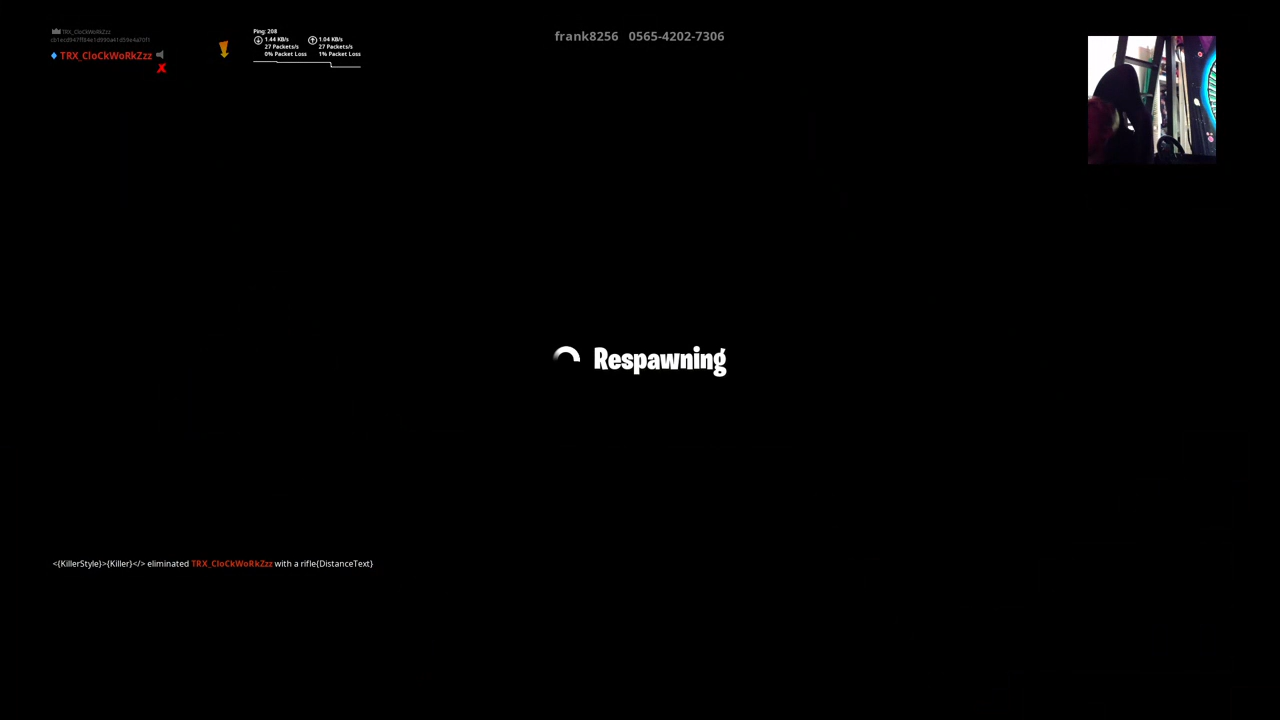 TRX_CloCkWoRkZzz
TRX_CloCkWoRkZzz
Ping: 208
1.44 KB/s 1.04 KB/s
27 Packets/s 27 Packets/s
0% Packet Loss 1% Packet Loss
frank8256 0565-4202-7306
Respawning
<{KillerStyle}>{Killer}</> eliminated TRX_CloCkWoRkZzz with a rifle{DistanceText}